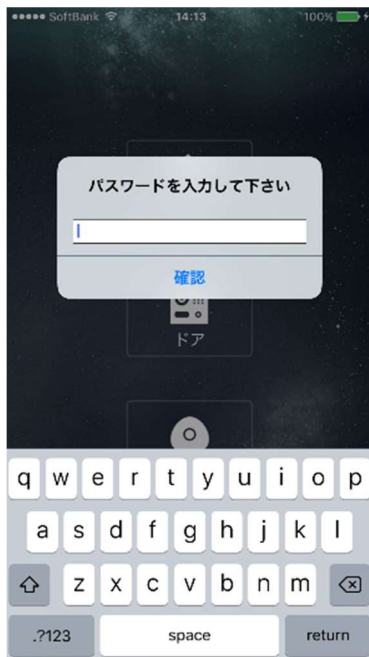 SoftBank 14:13 100%
パスワードを入力して下さい
確認
ドア
q w e r t y u i o p
a s d f g h j k l
z x c v b n m
.?123 space return